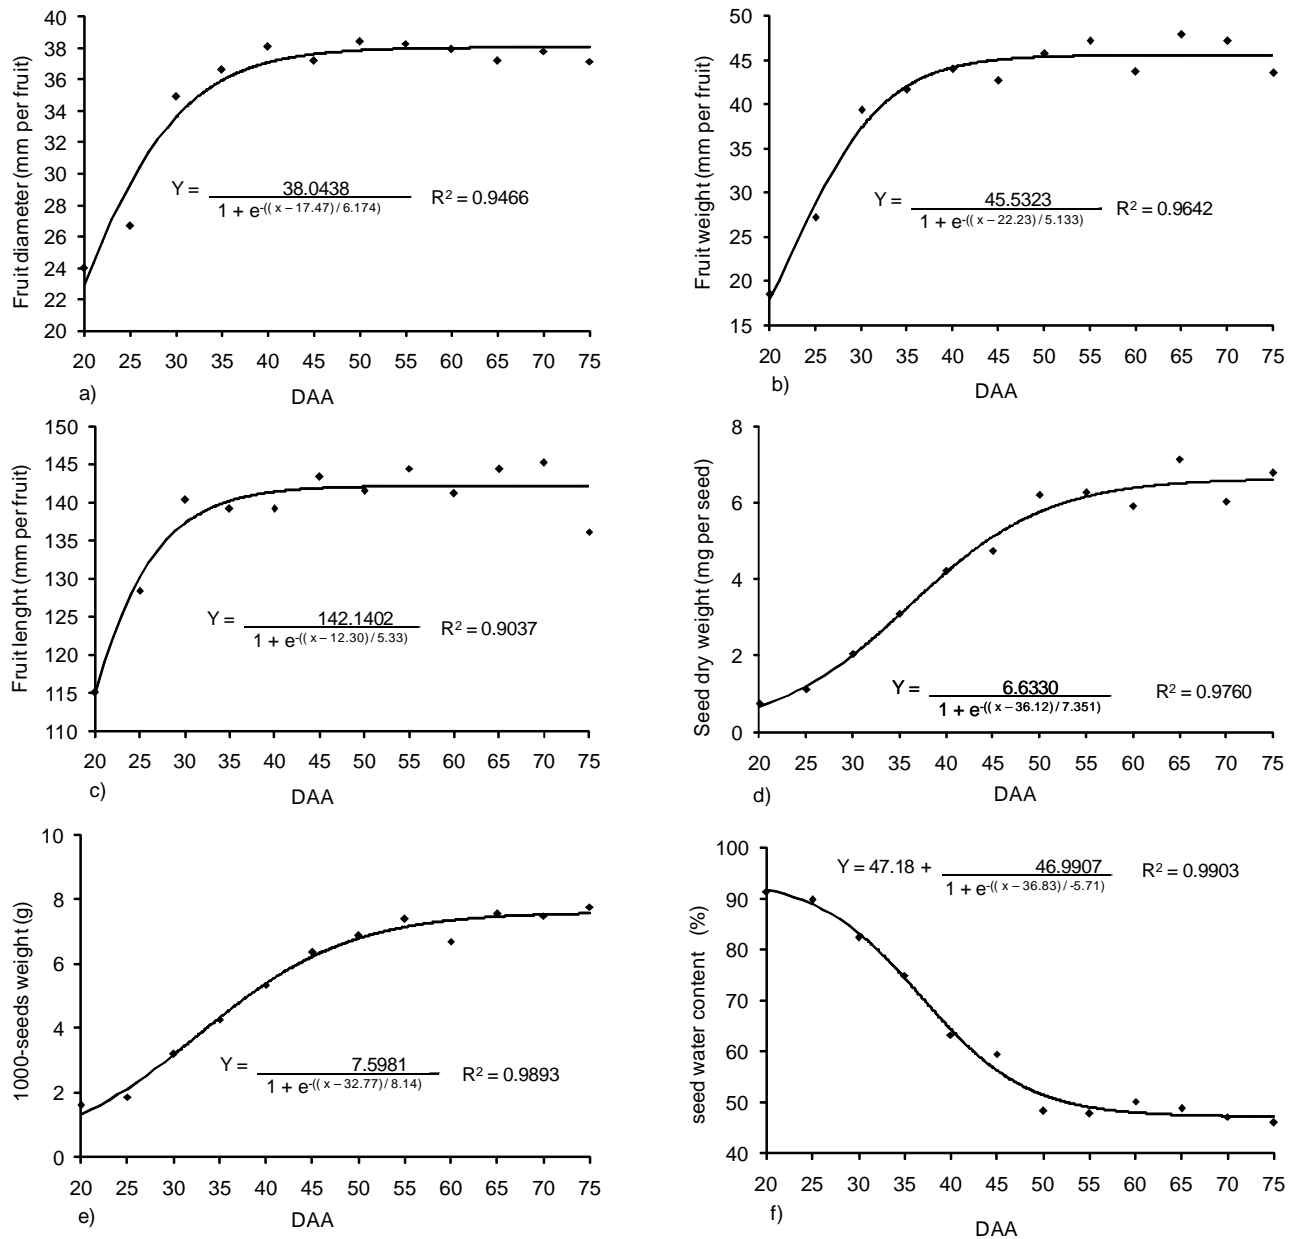 40
38
36
34
32
30
28
26
24
22
20
Fruit diameter (mm per fruit)
Y = 38.0438 R² = 0.9466
1 + e-(( x – 17.47) / 6.174)
20 25 30 35 40 45 50 55 60 65 70 75
a)
DAA
50
45
40
35
30
25
20
15
Fruit weight (mm per fruit)
Y = 45.5323 R² = 0.9642
1 + e-(( x – 22.23) / 5.133)
20 25 30 35 40 45 50 55 60 65 70 75
b)
DAA
150
145
140
135
130
125
120
115
110
Fruit lenght (mm per fruit)
Y = 142.1402 R² = 0.9037
1 + e-(( x – 12.30) / 5.33)
20 25 30 35 40 45 50 55 60 65 70 75
c)
DAA
8
6
4
2
0
Seed dry weight (mg per seed)
Y = 6.6330 R² = 0.9760
1 + e-(( x – 36.12) / 7.351)
20 25 30 35 40 45 50 55 60 65 70 75
d)
DAA
10
8
6
4
2
0
1000-seeds weight (g)
Y = 7.5981 R² = 0.9893
1 + e-(( x – 32.77) / 8.14)
20 25 30 35 40 45 50 55 60 65 70 75
e)
DAA
100
90
80
70
60
50
40
seed water content (%)
Y = 47.18 + 46.9907 R² = 0.9903
1 + e-(( x – 36.83) / -5.71)
20 25 30 35 40 45 50 55 60 65 70 75
f)
DAA